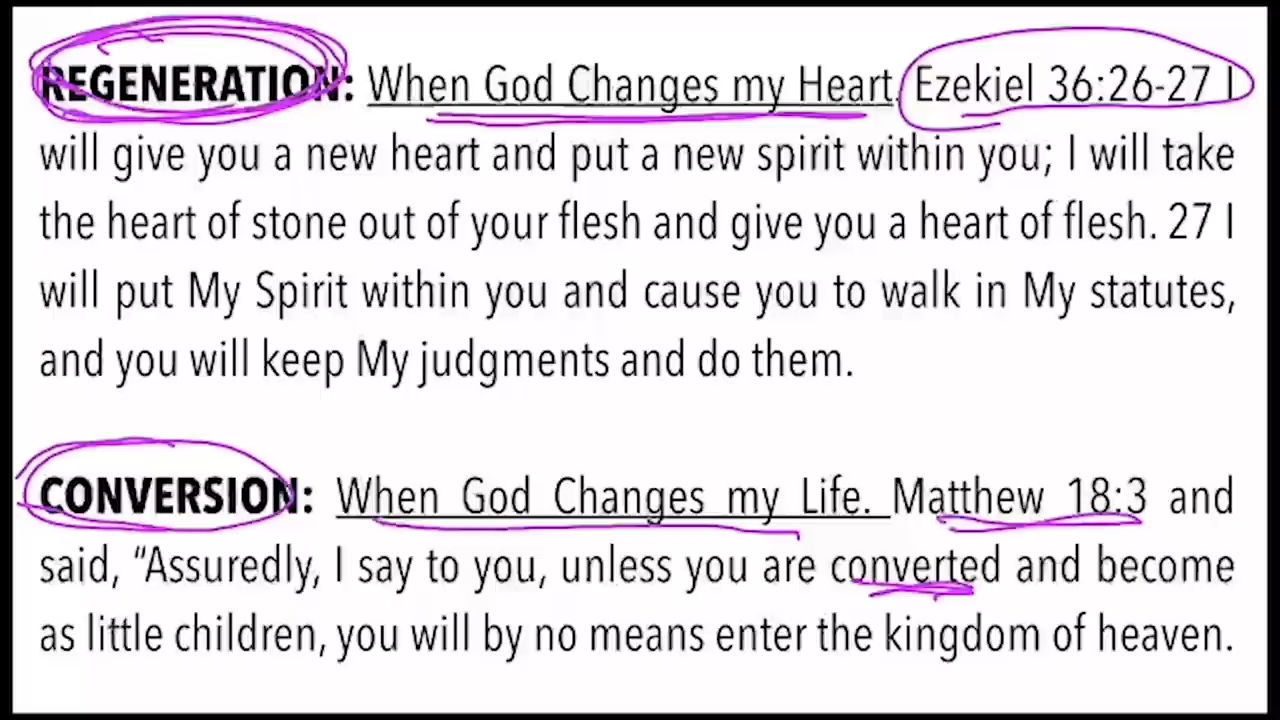 REGENERATION: When God Changes my Heart. Ezekiel 36:26-27 I
will give you a new heart and put a new spirit within you; I will take
the heart of stone out of your flesh and give you a heart of flesh. 27 I
will put My Spirit within you and cause you to walk in My statutes,
and you will keep My judgments and do them.
CONVERSION: When God Changes my Life. Matthew 18:3 and
said, “Assuredly, I say to you, unless you are converted and become
as little children, you will by no means enter the kingdom of heaven.